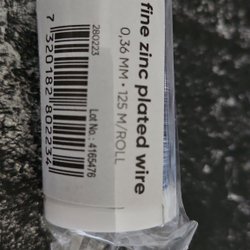 fine zinc plated wire
0,36 MM • 125 M/ROLL
Lot No.: 4165476
280223
7 320182 802234